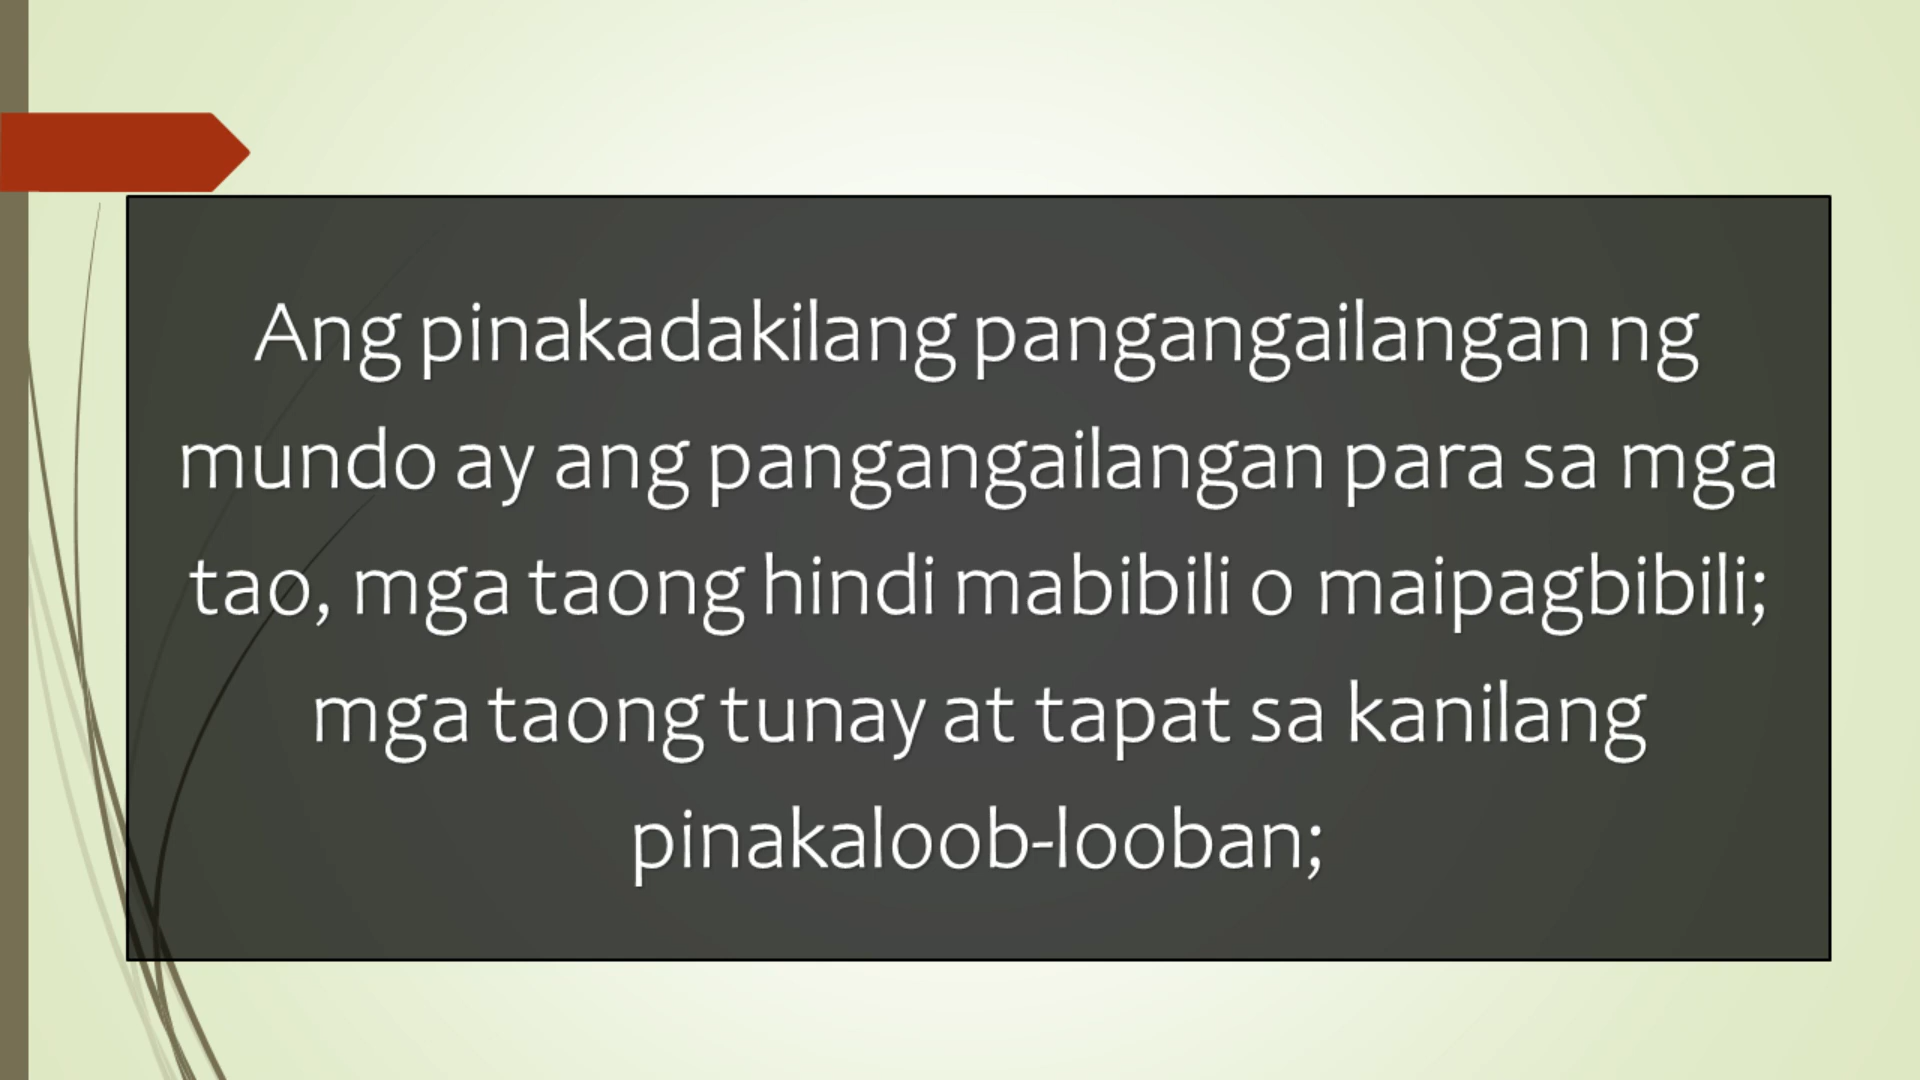 Ang pinakadakilang pangangailangan ng
mundo ay ang pangangailangan para sa mga
tao, mga taong hindi mabibili o maipagbibili;
mga taong tunay at tapat sa kanilang
pinakaloob-looban;